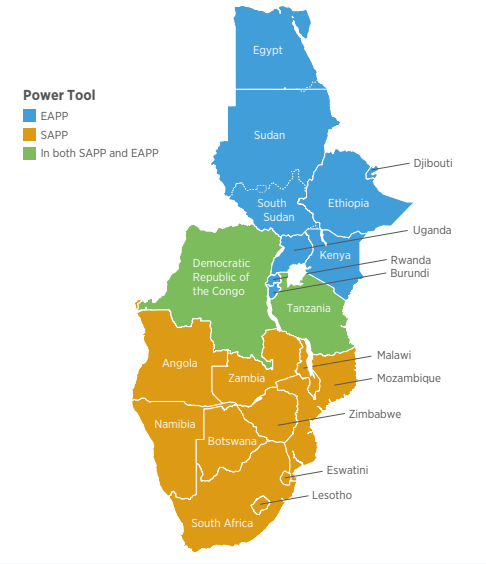 Egypt
Power Tool
EAPP
SAPP
In both SAPP and EAPP
Sudan
Djibouti
South
Sudan
Ethiopia
Uganda
Kenya
Democratic
Republic of
the Congo
Rwanda
Burundi
Tanzania
Malawi
Angola
Zambia
Mozambique
Zimbabwe
Namibia
Botswana
Eswatini
Lesotho
South Africa